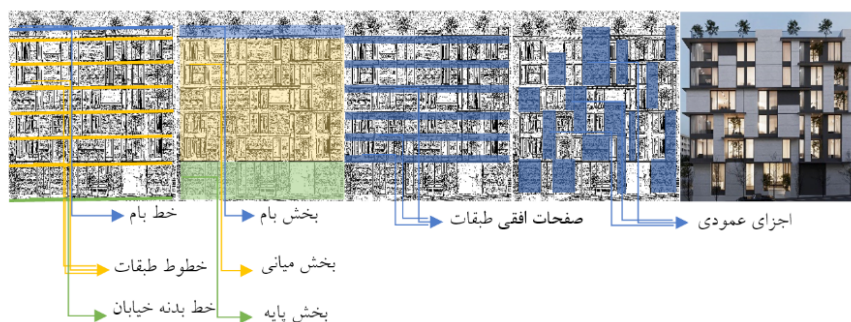 اجزای عمودی
صفحات افقی طبقات
بخش بام
خط بام
بخش میانی
خطوط طبقات
بخش پایه
خط بدنه خیابان